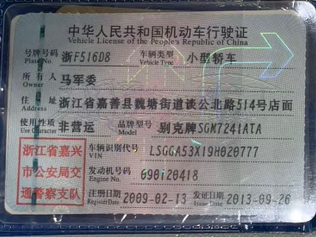 中华人民共和国机动车行驶证
Vehicle License of the People's Republic of China
号牌号码 浙F516D8 车辆类型 小型轿车
Plate No. Vehicle Type
所有人 马军委
Owner
住址 浙江省嘉善县魏塘街道谈公北路514号店面
Address
使用性质 非营运 品牌型号 别克牌SGM7241ATA
Use Character Model
浙江省嘉兴 车辆识别代号 LSGGA53X19H020777
VIN
市公安局交 发动机号码 090120418
Engine No.
通警察支队 注册日期 2009-02-13 发证日期 2013-09-26
Register Date Issue Date